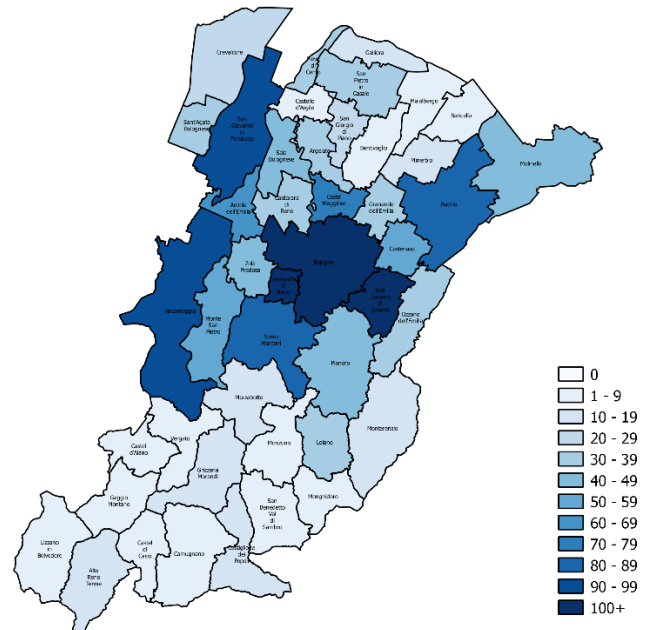 Crevalcore
Galliera
Pieve
di
Cento
San
Pietro
in
Casale
Castello
d'Argile
Malalbergo
Baricella
San
Giovanni
in
Persiceto
Sant'Agata
Bolognese
San
Giorgio
di
Piano
Bentivoglio
Minerbio
Molinella
Sala
Bolognese
Argelato
Budrio
Anzola
dell'Emilia
Calderara
di
Reno
Castel
Maggiore
Granarolo
dell'Emilia
Castenaso
Bologna
Zola
Predosa
Casalecchio
di
Reno
San
Lazzaro
di
Savena
Ozzano
dell'Emilia
Valsamoggia
Monte
San
Pietro
Sasso
Marconi
Pianoro
Marzabotto
Loiano
Monterenzio
Vergato
Monzuno
Castel
d'Aiano
Grizzana
Morandi
Gaggio
Montano
San
Benedetto
Val
di
Sambro
Monghidoro
Lizzano
in
Belvedere
Castel
di
Casio
Camugnano
Castiglione
dei
Pepoli
Alto
Reno
Terme
0
1 - 9
10 - 19
20 - 29
30 - 39
40 - 49
50 - 59
60 - 69
70 - 79
80 - 89
90 - 99
100+